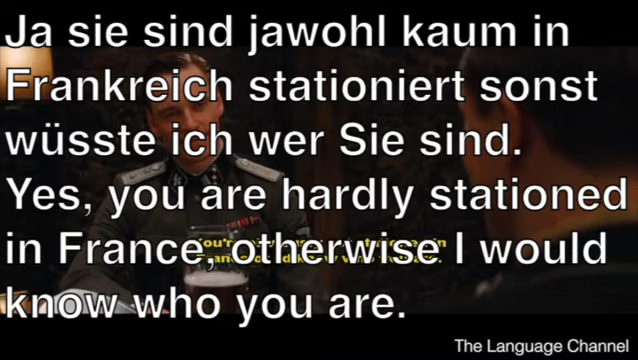 Ja sie sind jawohl kaum in
Frankreich stationiert sonst
wüsste ich wer Sie sind.
Yes, you are hardly stationed
in France, otherwise I would
know who you are.
The Language Channel